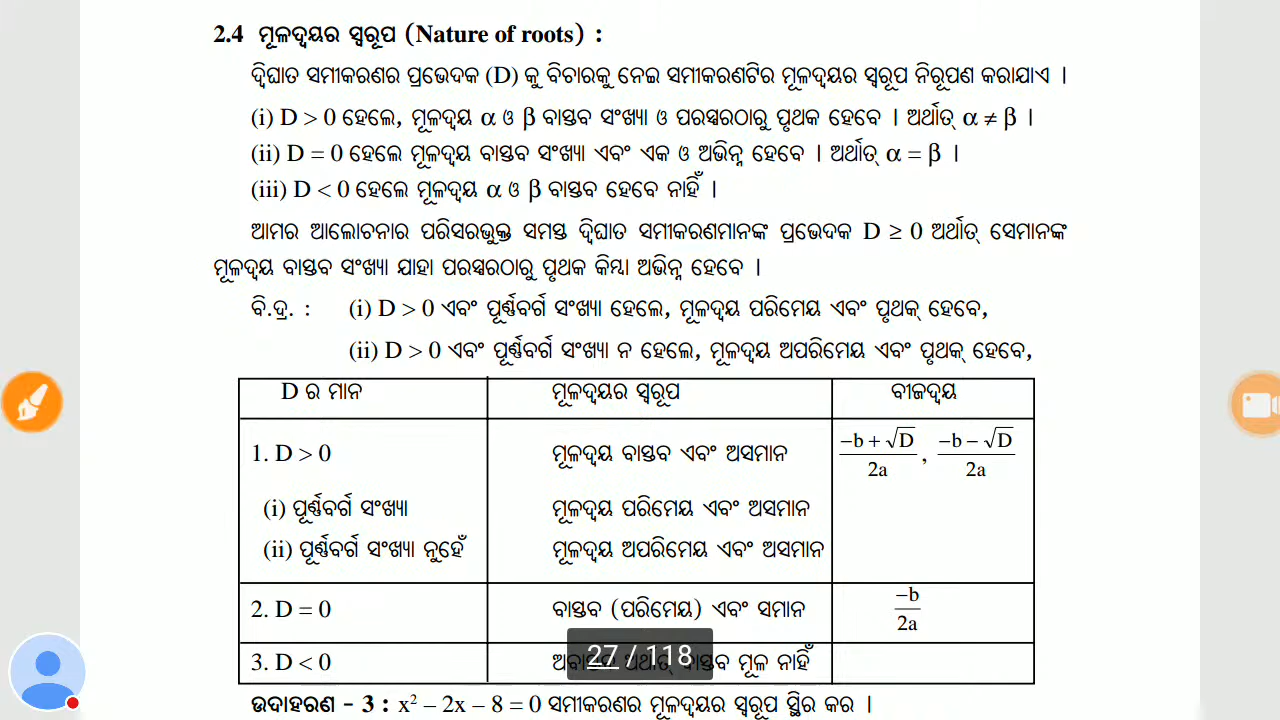 2.4 ମୂଳଦ୍ୱୟର ସ୍ୱରୂପ (Nature of roots) :
ଦ୍ୱିଘାତ ସମୀକରଣର ପ୍ରଭେଦକ (D) କୁ ବିଚାରକୁ ନେଇ ସମୀକରଣଟିର ମୂଳଦ୍ୱୟର ସ୍ୱରୂପ ନିରୂପଣ କରାଯାଏ ।
(i) D > 0 ହେଲେ, ମୂଳଦ୍ୱୟ α ଓ β ବାସ୍ତବ ସଂଖ୍ୟା ଓ ପରସ୍ପରଠାରୁ ପୃଥକ ହେବେ । ଅର୍ଥାତ୍ α ≠ β ।
(ii) D = 0 ହେଲେ ମୂଳଦ୍ୱୟ ବାସ୍ତବ ସଂଖ୍ୟା ଏବଂ ଏକ ଓ ଅଭିନ୍ନ ହେବେ । ଅର୍ଥାତ୍ α = β ।
(iii) D < 0 ହେଲେ ମୂଳଦ୍ୱୟ α ଓ β ବାସ୍ତବ ହେବେ ନାହିଁ ।
ଆମର ଆଲୋଚନାର ପରିସରଭୁକ୍ତ ସମସ୍ତ ଦ୍ୱିଘାତ ସମୀକରଣମାନଙ୍କ ପ୍ରଭେଦକ D ≥ 0 ଅର୍ଥାତ୍ ସେମାନଙ୍କ
ମୂଳଦ୍ୱୟ ବାସ୍ତବ ସଂଖ୍ୟା ଯାହା ପରସ୍ପରଠାରୁ ପୃଥକ କିମ୍ବା ଅଭିନ୍ନ ହେବେ ।
ବି.ଦ୍ର. : (i) D > 0 ଏବଂ ପୂର୍ଣ୍ଣବର୍ଗ ସଂଖ୍ୟା ହେଲେ, ମୂଳଦ୍ୱୟ ପରିମେୟ ଏବଂ ପୃଥକ୍ ହେବେ,
(ii) D > 0 ଏବଂ ପୂର୍ଣ୍ଣବର୍ଗ ସଂଖ୍ୟା ନ ହେଲେ, ମୂଳଦ୍ୱୟ ଅପରିମେୟ ଏବଂ ପୃଥକ୍ ହେବେ,
D ର ମାନ ମୂଳଦ୍ୱୟର ସ୍ୱରୂପ ବୀଜଦ୍ୱୟ
1. D > 0 ମୂଳଦ୍ୱୟ ବାସ୍ତବ ଏବଂ ଅସମାନ (−b + √D)/2a , (−b − √D)/2a
(i) ପୂର୍ଣ୍ଣବର୍ଗ ସଂଖ୍ୟା ମୂଳଦ୍ୱୟ ପରିମେୟ ଏବଂ ଅସମାନ
(ii) ପୂର୍ଣ୍ଣବର୍ଗ ସଂଖ୍ୟା ନୁହେଁ ମୂଳଦ୍ୱୟ ଅପରିମେୟ ଏବଂ ଅସମାନ
2. D = 0 ବାସ୍ତବ (ପରିମେୟ) ଏବଂ ସମାନ −b/2a
3. D < 0 ଅବାସ୍ତବ ଅର୍ଥାତ୍ ବାସ୍ତବ ମୂଳ ନାହିଁ
27 / 118
ଉଦାହରଣ - 3 : x² – 2x – 8 = 0 ସମୀକରଣର ମୂଳଦ୍ୱୟର ସ୍ୱରୂପ ସ୍ଥିର କର ।